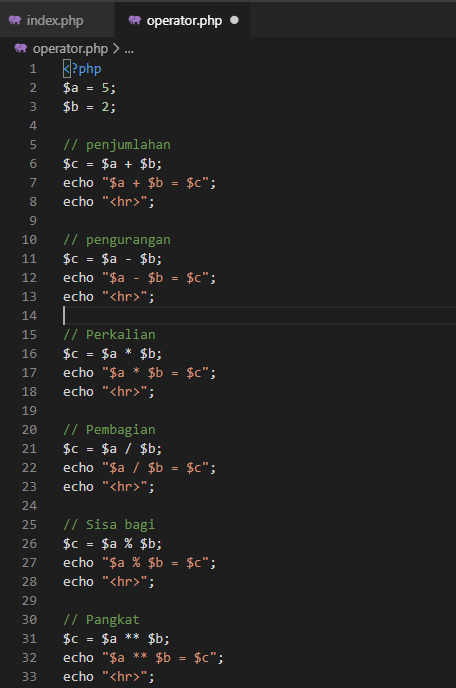 index.php operator.php
operator.php > ...
1 <?php
2 $a = 5;
3 $b = 2;
4
5 // penjumlahan
6 $c = $a + $b;
7 echo "$a + $b = $c";
8 echo "<hr>";
9
10 // pengurangan
11 $c = $a - $b;
12 echo "$a - $b = $c";
13 echo "<hr>";
14
15 // Perkalian
16 $c = $a * $b;
17 echo "$a * $b = $c";
18 echo "<hr>";
19
20 // Pembagian
21 $c = $a / $b;
22 echo "$a / $b = $c";
23 echo "<hr>";
24
25 // Sisa bagi
26 $c = $a % $b;
27 echo "$a % $b = $c";
28 echo "<hr>";
29
30 // Pangkat
31 $c = $a ** $b;
32 echo "$a ** $b = $c";
33 echo "<hr>";